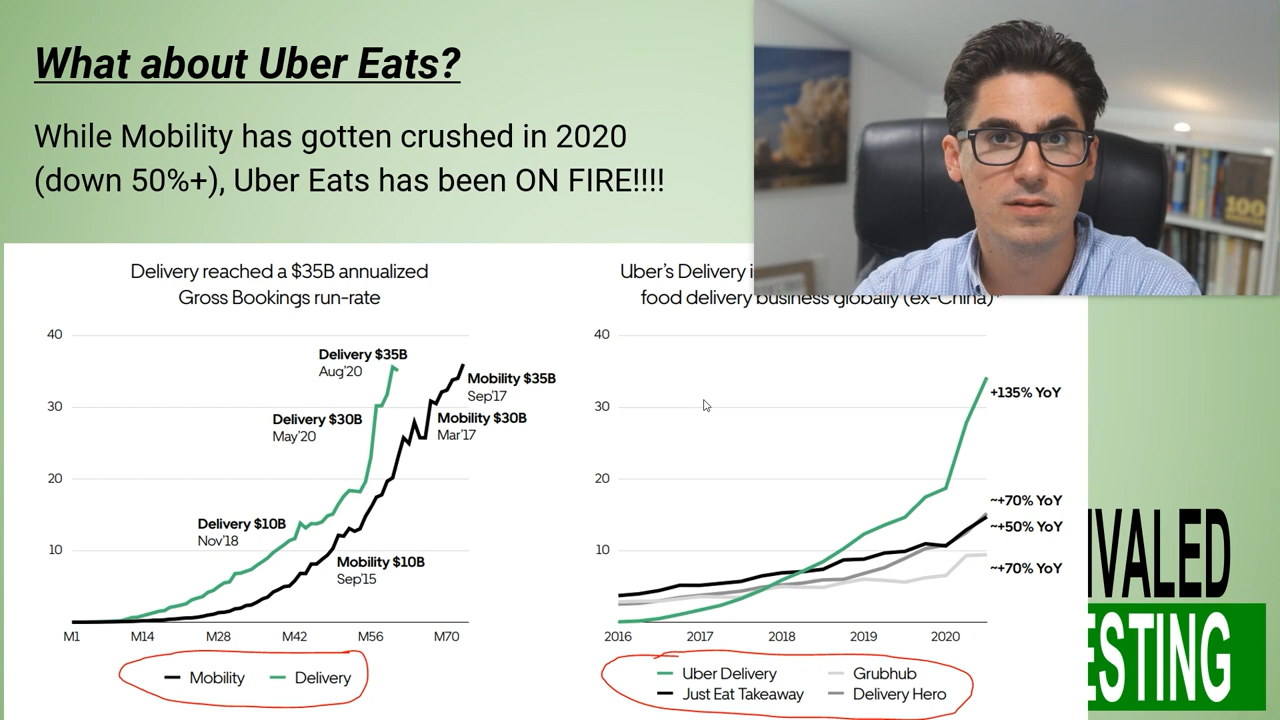 What about Uber Eats?
While Mobility has gotten crushed in 2020
(down 50%+), Uber Eats has been ON FIRE!!!!
100
Delivery reached a $35B annualized
Gross Bookings run-rate
40
30
20
10
Delivery $35B
Aug'20
Mobility $35B
Sep'17
Delivery $30B
May'20
Mobility $30B
Mar'17
Delivery $10B
Nov'18
Mobility $10B
Sep'15
M1 M14 M28 M42 M56 M70
Mobility Delivery
Uber's Delivery
food delivery business globally (ex-China)*
40
30
20
10
+135% YoY
~+70% YoY
~+50% YoY
~+70% YoY
2016 2017 2018 2019 2020
Uber Delivery Grubhub
Just Eat Takeaway Delivery Hero
IVALED
ESTING